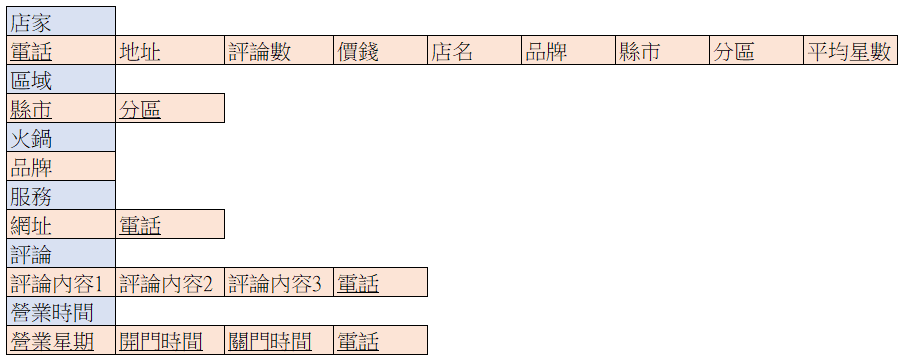 店家
電話 地址 評論數 價錢 店名 品牌 縣市 分區 平均星數
區域
縣市 分區
火鍋
品牌
服務
網址 電話
評論
評論內容1 評論內容2 評論內容3 電話
營業時間
營業星期 開門時間 關門時間 電話